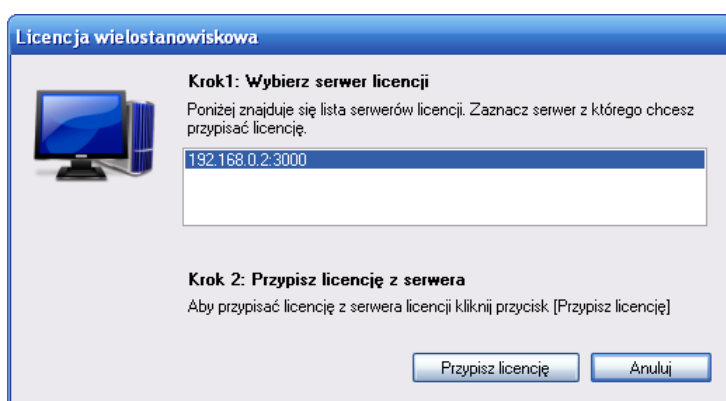 Licencja wielostanowiskowa
Krok1: Wybierz serwer licencji
Poniżej znajduje się lista serwerów licencji. Zaznacz serwer z którego chcesz
przypisać licencję.
192.168.0.2:3000
Krok 2: Przypisz licencję z serwera
Aby przypisać licencję z serwera licencji kliknij przycisk [Przypisz licencję]
Przypisz licencję
Anuluj